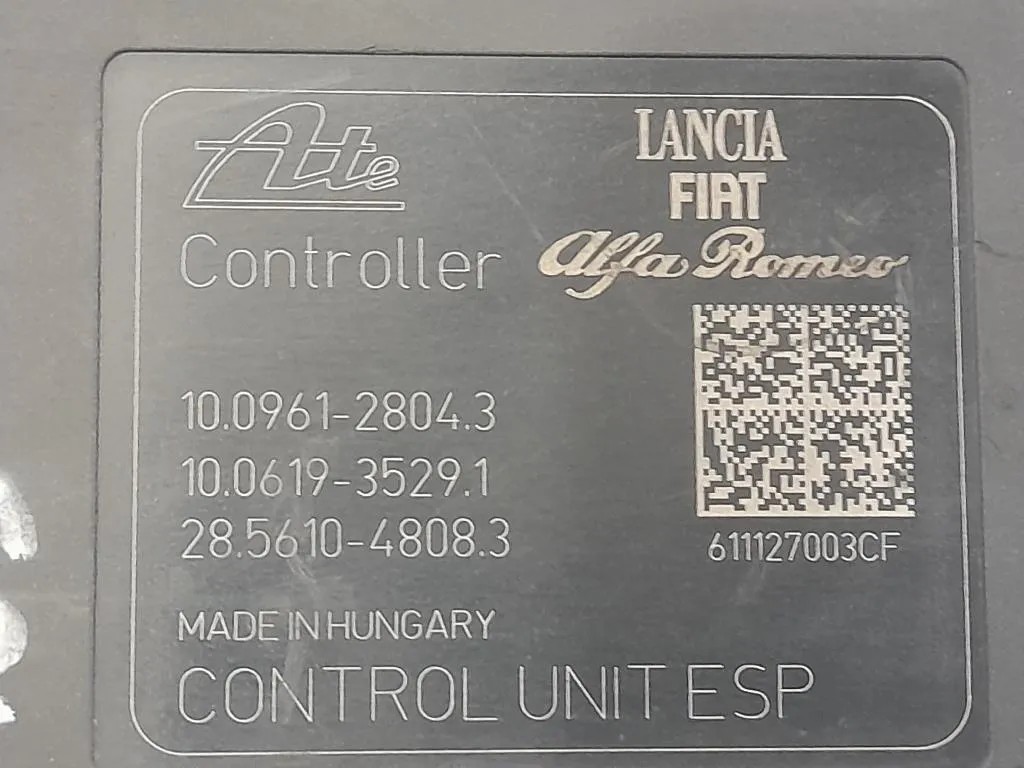 Ate
LANCIA
FIAT
Alfa Romeo
Controller
10.0961-2804.3
10.0619-3529.1
28.5610-4808.3
611127003CF
MADE IN HUNGARY
CONTROL UNIT ESP